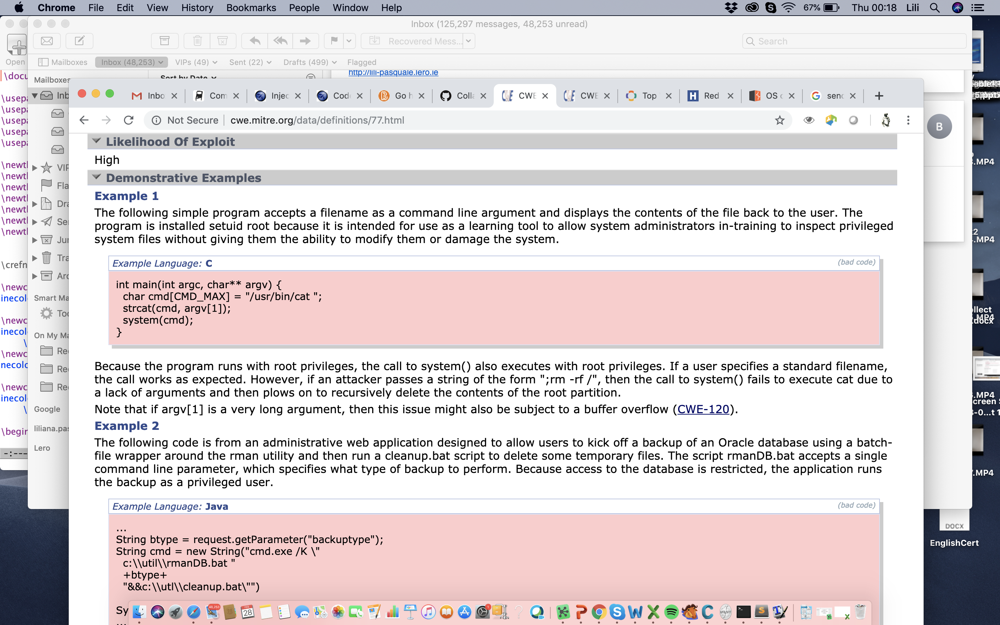 Chrome File Edit View History Bookmarks People Window Help
67% Thu 00:18 Lili
Inbox (125,297 messages, 48,253 unread)
Recovered Mess...
Search
Open
Mailboxes Inbox (48,253) VIPs (49) Sent (22) Drafts (499) Flagged
Mailboxes
Sort by Date
http://lili-pasquale.lero.ie
\docu
\usepa
\usepa
\usepa
\usepa
\usepa
\newtl
\newtl
\newtl
\newtl
\newtl
\newtl
\newtl
\crefn
\newc
inecol
\newc
inecol
\
\newc
necolo
\newc
inecol
\
\begin
-:---
Inb
VIP
Fla
Dra
Se
Jun
Tra
Arc
Smart Ma
Too
On My Ma
Re
Re
Re
Google
liliana.pas
Lero
Inbo Com Injec Code Go h Colla CWE CWE Top Red OS c senc
Not Secure cwe.mitre.org/data/definitions/77.html
B
Likelihood Of Exploit
High
Demonstrative Examples
Example 1
The following simple program accepts a filename as a command line argument and displays the contents of the file back to the user. The
program is installed setuid root because it is intended for use as a learning tool to allow system administrators in-training to inspect privileged
system files without giving them the ability to modify them or damage the system.
Example Language: C
(bad code)
int main(int argc, char** argv) {
char cmd[CMD_MAX] = "/usr/bin/cat ";
strcat(cmd, argv[1]);
system(cmd);
}
Because the program runs with root privileges, the call to system() also executes with root privileges. If a user specifies a standard filename,
the call works as expected. However, if an attacker passes a string of the form ";rm -rf /", then the call to system() fails to execute cat due to
a lack of arguments and then plows on to recursively delete the contents of the root partition.
Note that if argv[1] is a very long argument, then this issue might also be subject to a buffer overflow (CWE-120).
Example 2
The following code is from an administrative web application designed to allow users to kick off a backup of an Oracle database using a batch-
file wrapper around the rman utility and then run a cleanup.bat script to delete some temporary files. The script rmanDB.bat accepts a single
command line parameter, which specifies what type of backup to perform. Because access to the database is restricted, the application runs
the backup as a privileged user.
Example Language: Java
(bad code)
...
String btype = request.getParameter("backuptype");
String cmd = new String("cmd.exe /K \"
c:\\util\\rmanDB.bat "
+btype+
"&&c:\\utl\\cleanup.bat\"")
Sy
...
.MP4
.MP4
.MP4
.docx
.MP4
.MP4
DOCX
EnglishCert
48,253
FEB
28
1